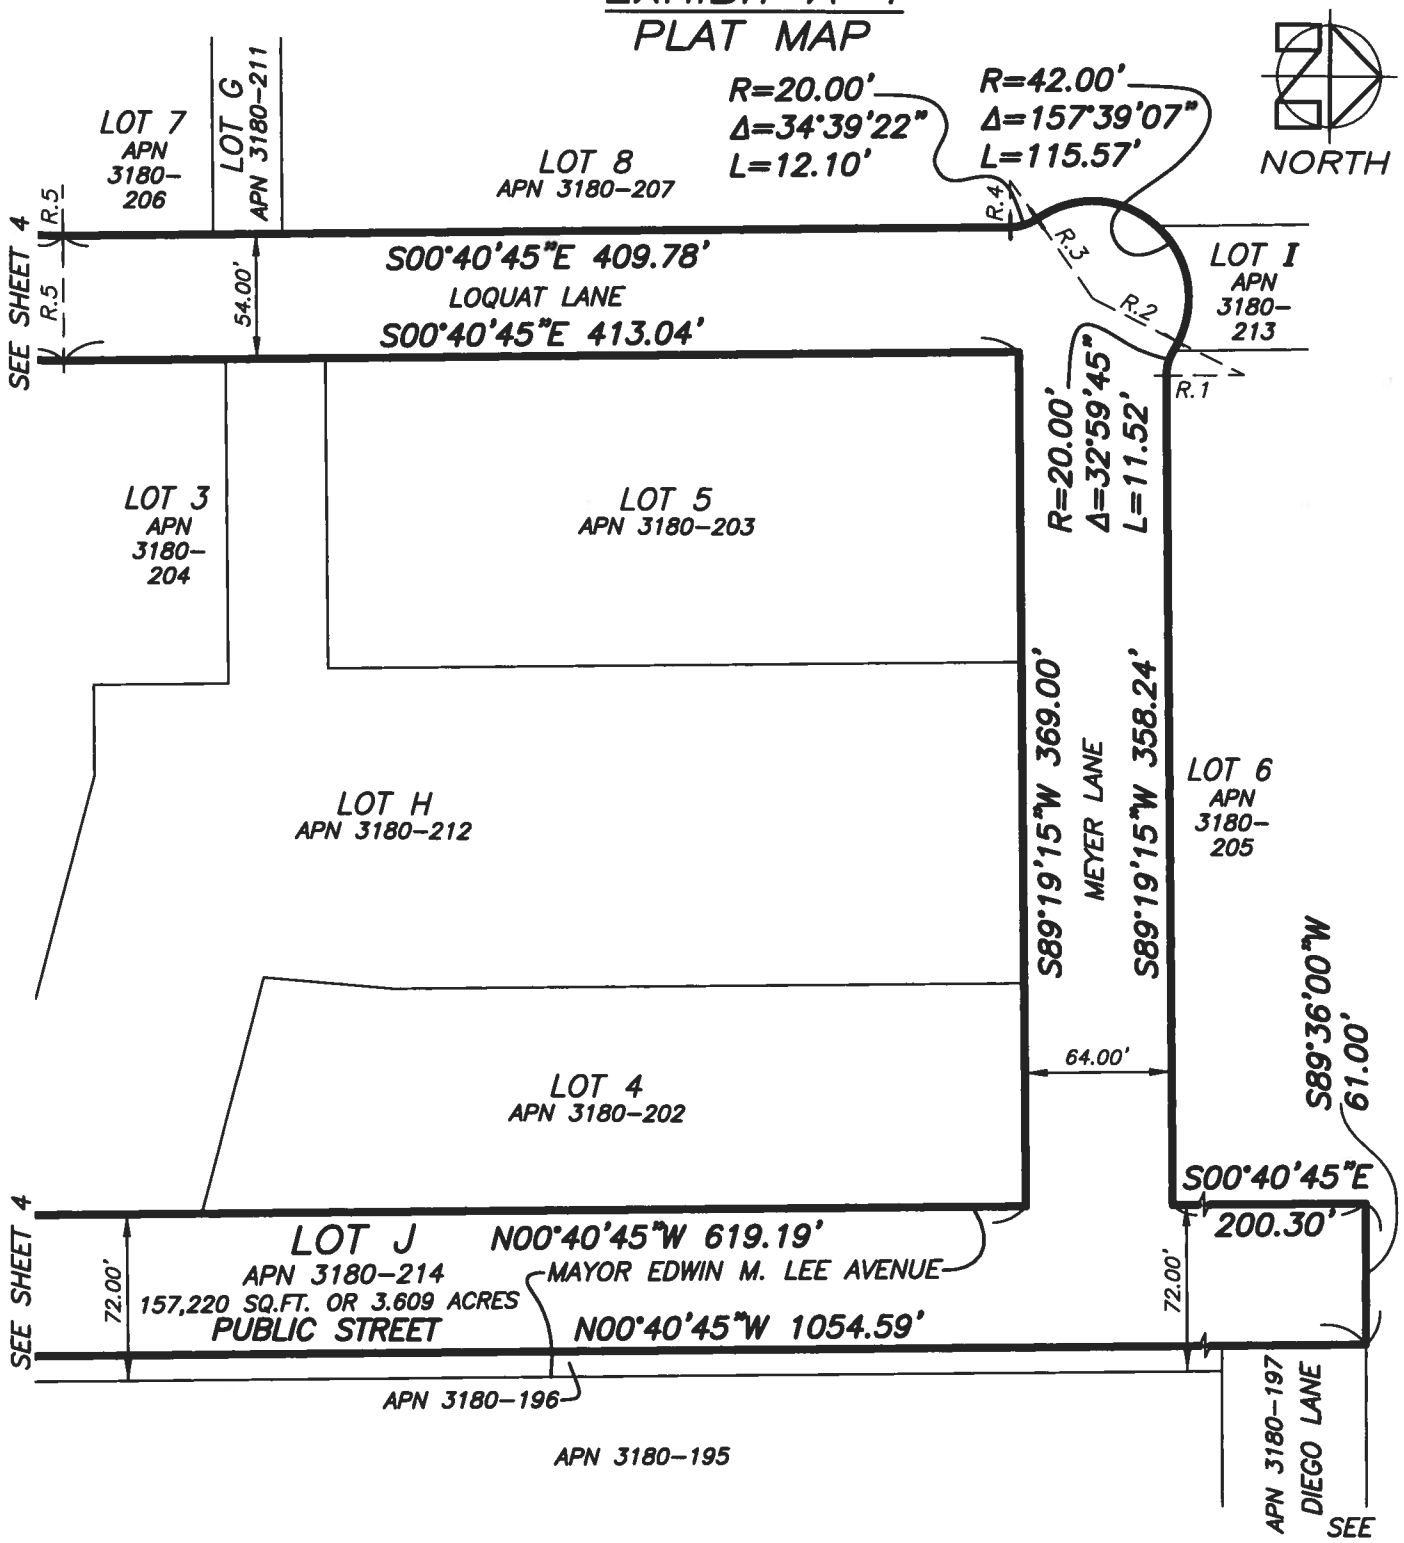 PLAT MAP
NORTH
R=20.00'
Δ=34°39'22"
L=12.10'
R=42.00'
Δ=157°39'07"
L=115.57'
LOT 7
APN
3180-
206
LOT G
APN 3180-211
LOT 8
APN 3180-207
R.5
R.5
SEE SHEET 4
S00°40'45"E 409.78'
54.00'
LOQUAT LANE
S00°40'45"E 413.04'
R.4
R.3
R.2
R.1
LOT I
APN
3180-
213
R=20.00'
Δ=32°59'45"
L=11.52'
LOT 3
APN
3180-
204
LOT 5
APN 3180-203
S89°19'15"W 369.00'
MEYER LANE
S89°19'15"W 358.24'
LOT 6
APN
3180-
205
LOT H
APN 3180-212
S89°36'00"W
61.00'
64.00'
LOT 4
APN 3180-202
S00°40'45"E
200.30'
SEE SHEET 4
72.00'
LOT J
APN 3180-214
157,220 SQ.FT. OR 3.609 ACRES
PUBLIC STREET
N00°40'45"W 619.19'
MAYOR EDWIN M. LEE AVENUE
N00°40'45"W 1054.59'
72.00'
APN 3180-196
APN 3180-195
APN 3180-197
DIEGO LANE
SEE